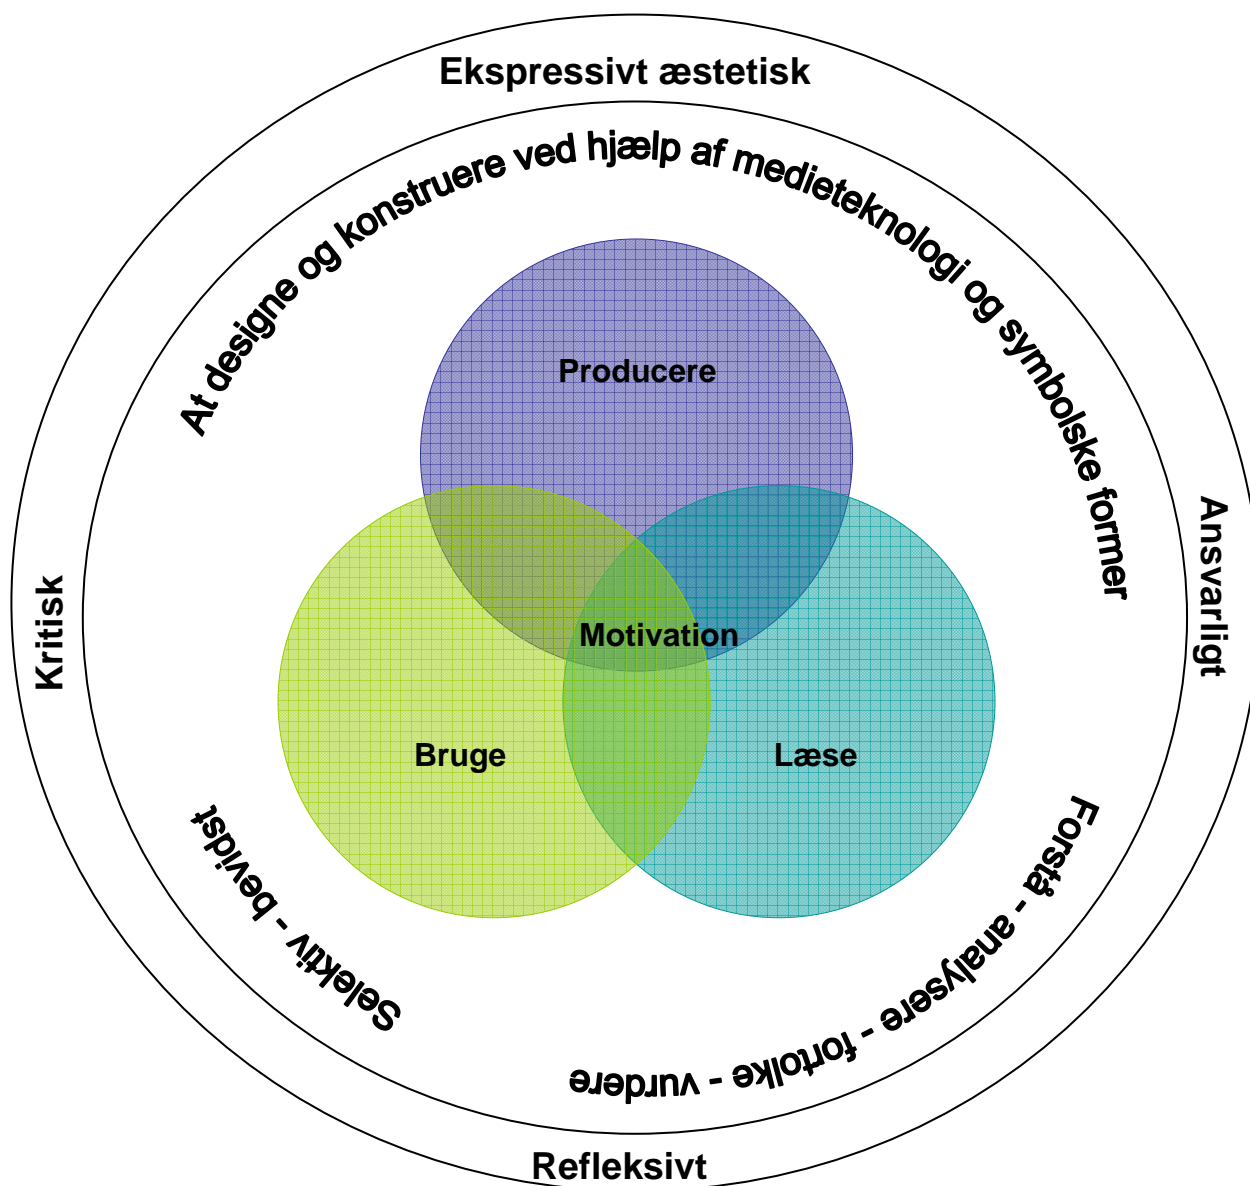 Ekspressivt æstetisk
At designe og konstruere ved hjælp af medieteknologi og symbolske former
Producere
Ansvarligt
Kritisk
Motivation
Bruge
Læse
Selektiv - bevidst
Forstå - analysere - fortolke - vurdere
Refleksivt